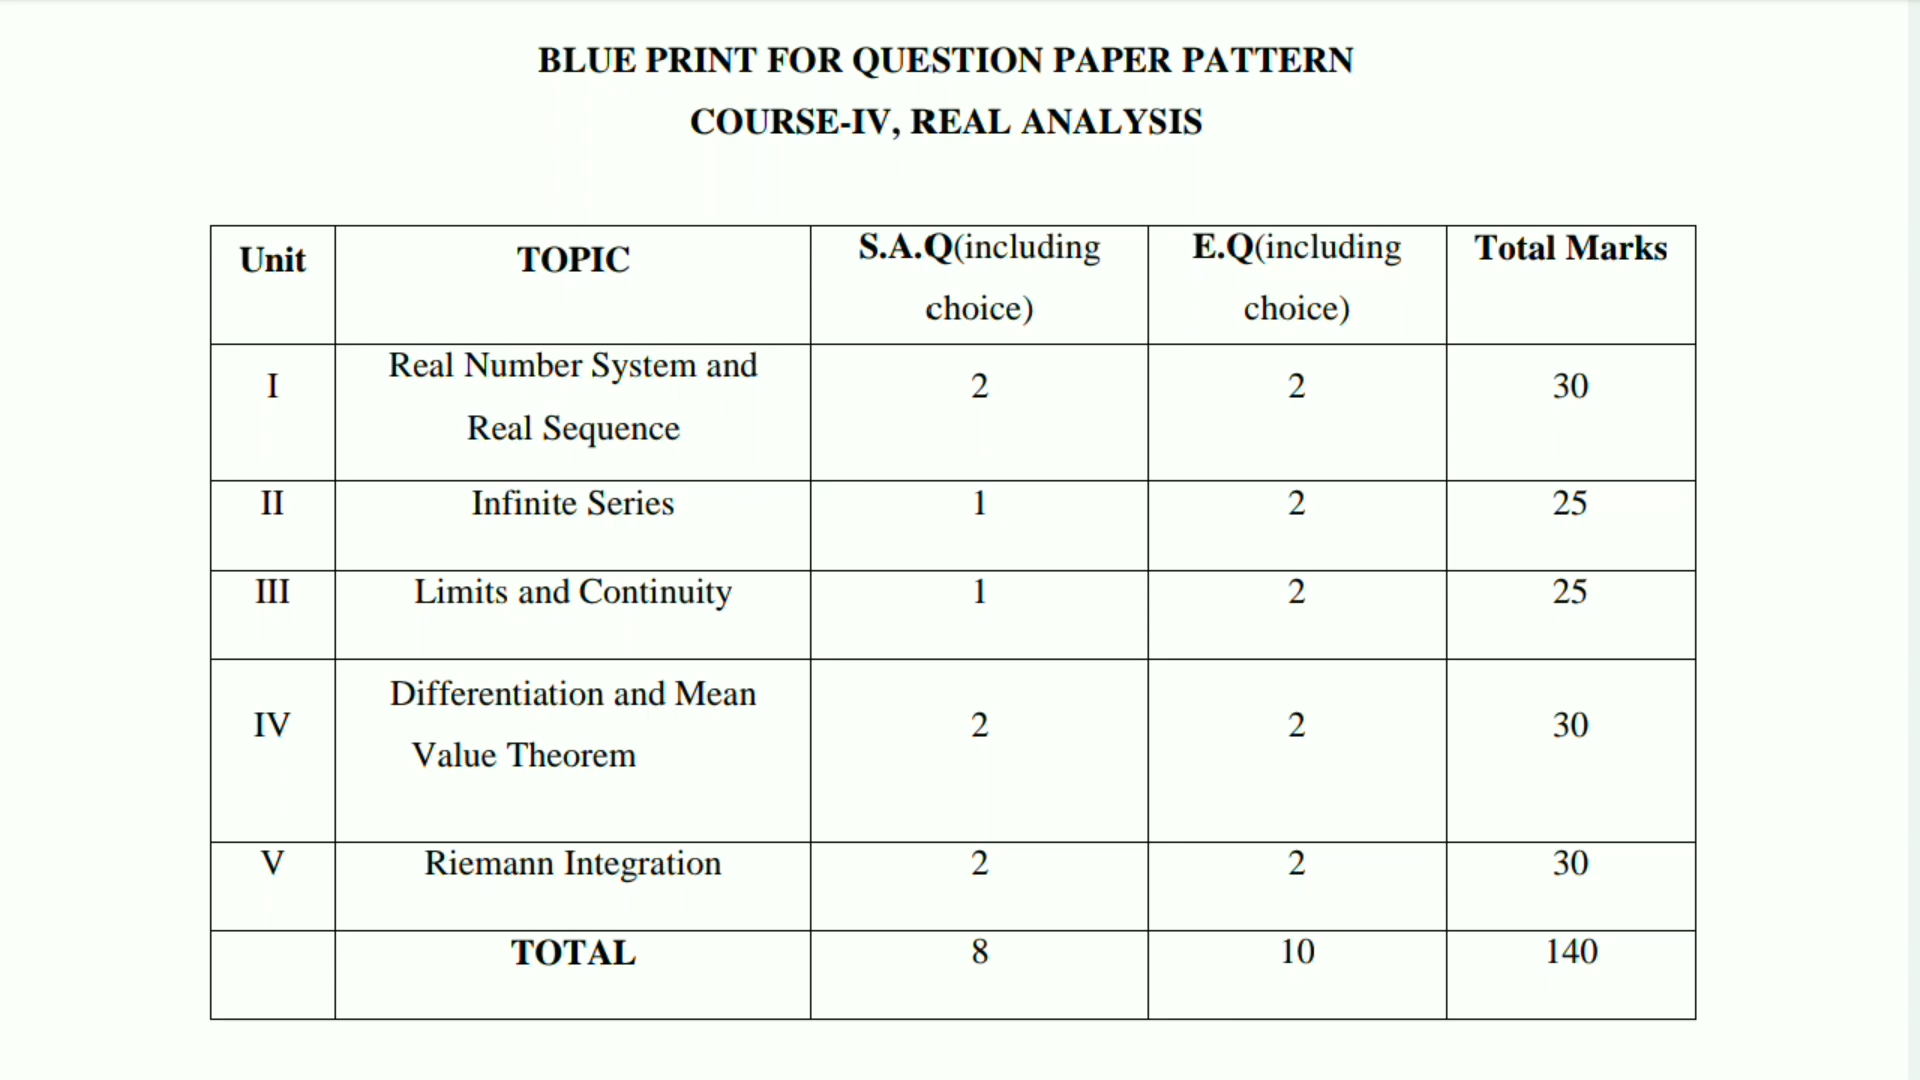 BLUE PRINT FOR QUESTION PAPER PATTERN
COURSE-IV, REAL ANALYSIS
Unit TOPIC S.A.Q(including choice) E.Q(including choice) Total Marks
I Real Number System and Real Sequence 2 2 30
II Infinite Series 1 2 25
III Limits and Continuity 1 2 25
IV Differentiation and Mean Value Theorem 2 2 30
V Riemann Integration 2 2 30
TOTAL 8 10 140